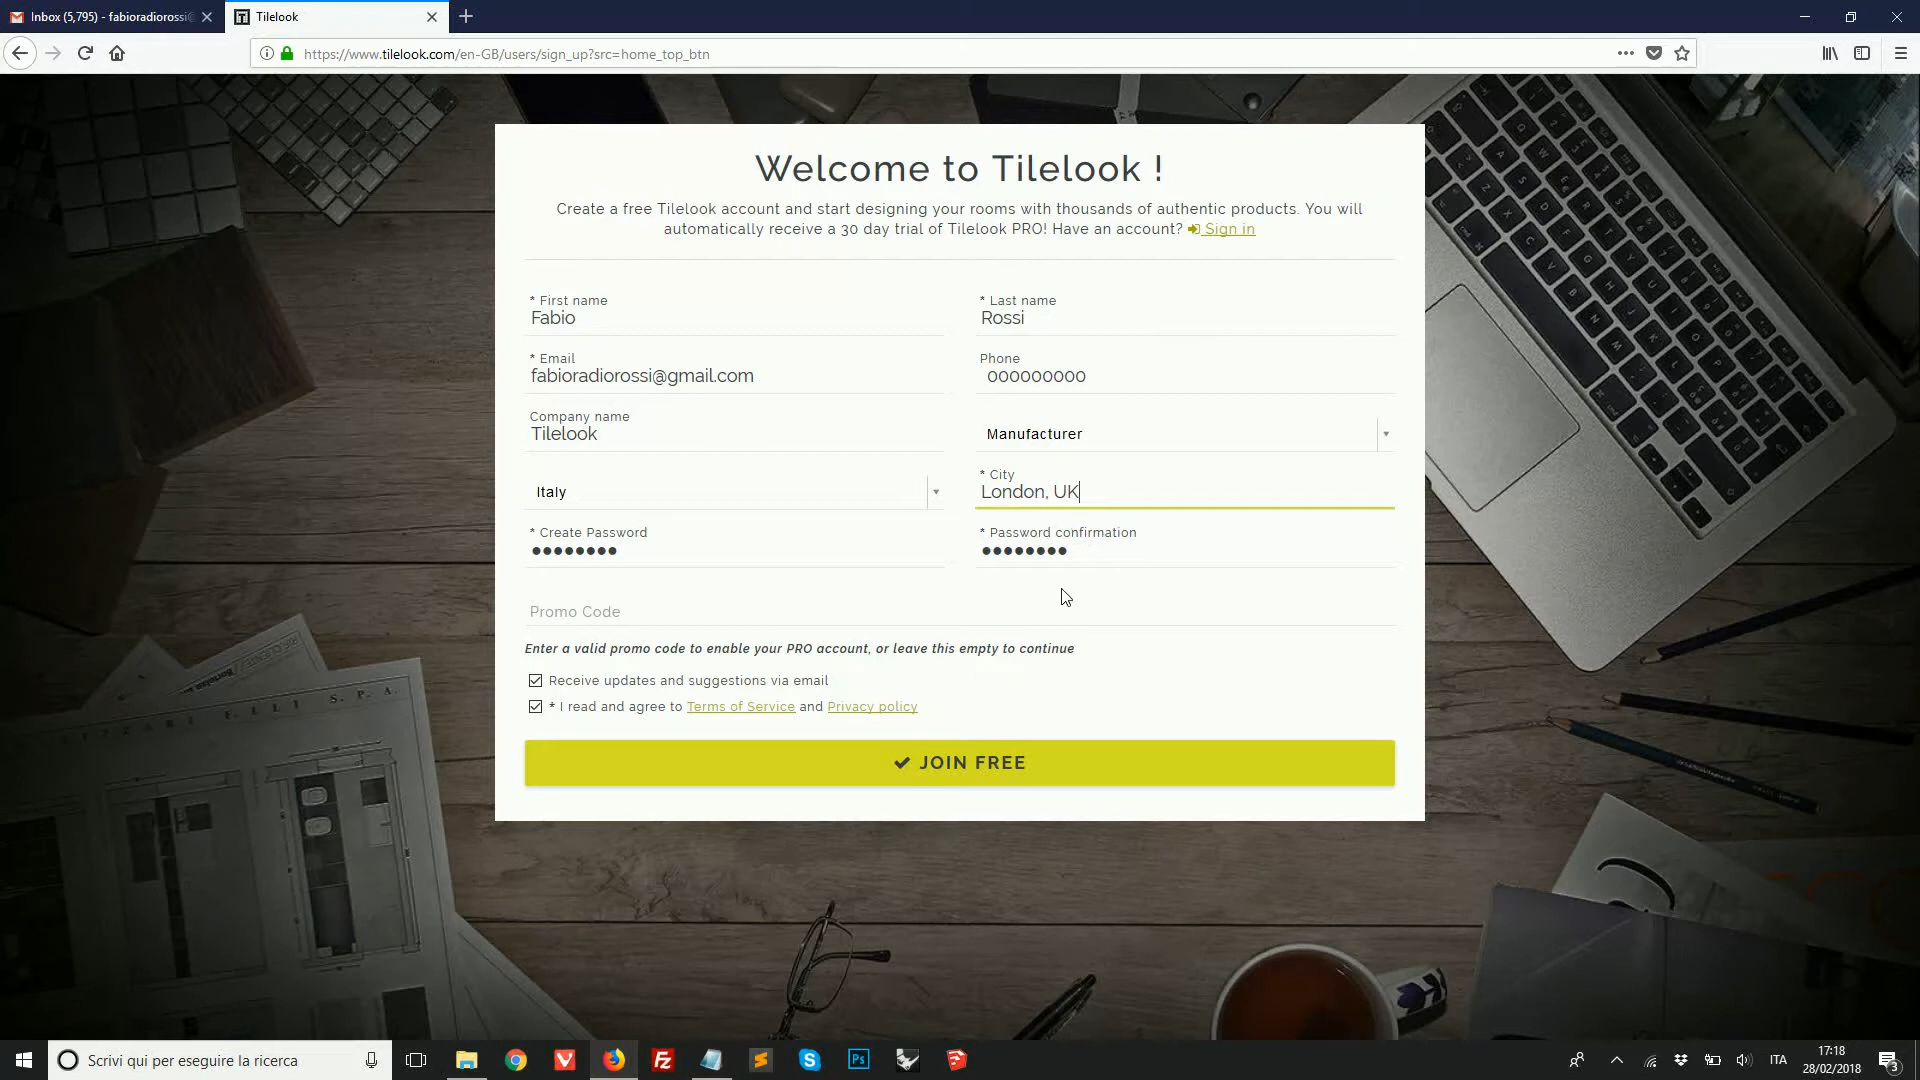 Inbox (5,795) - fabioradiorossi@
Tilelook
https://www.tilelook.com/en-GB/users/sign_up?src=home_top_btn
Welcome to Tilelook !
Create a free Tilelook account and start designing your rooms with thousands of authentic products. You will
automatically receive a 30 day trial of Tilelook PRO! Have an account? Sign in
* First name
Fabio
* Last name
Rossi
* Email
fabioradiorossi@gmail.com
Phone
000000000
Company name
Tilelook
Manufacturer
Italy
* City
London, UK
* Create Password
●●●●●●●●
* Password confirmation
●●●●●●●●
Promo Code
Enter a valid promo code to enable your PRO account, or leave this empty to continue
Receive updates and suggestions via email
* I read and agree to Terms of Service and Privacy policy
JOIN FREE
Scrivi qui per eseguire la ricerca
ITA
17:18
28/02/2018
3